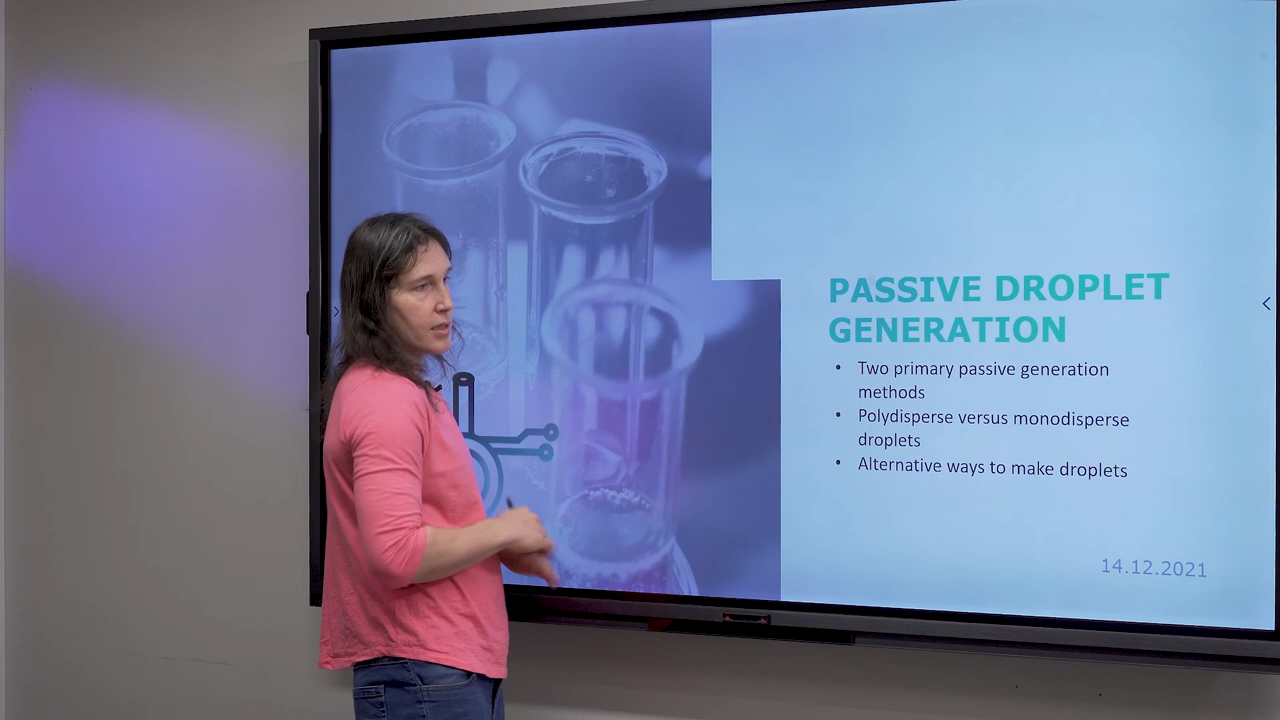 PASSIVE DROPLET
GENERATION
• Two primary passive generation
methods
• Polydisperse versus monodisperse
droplets
• Alternative ways to make droplets
14.12.2021